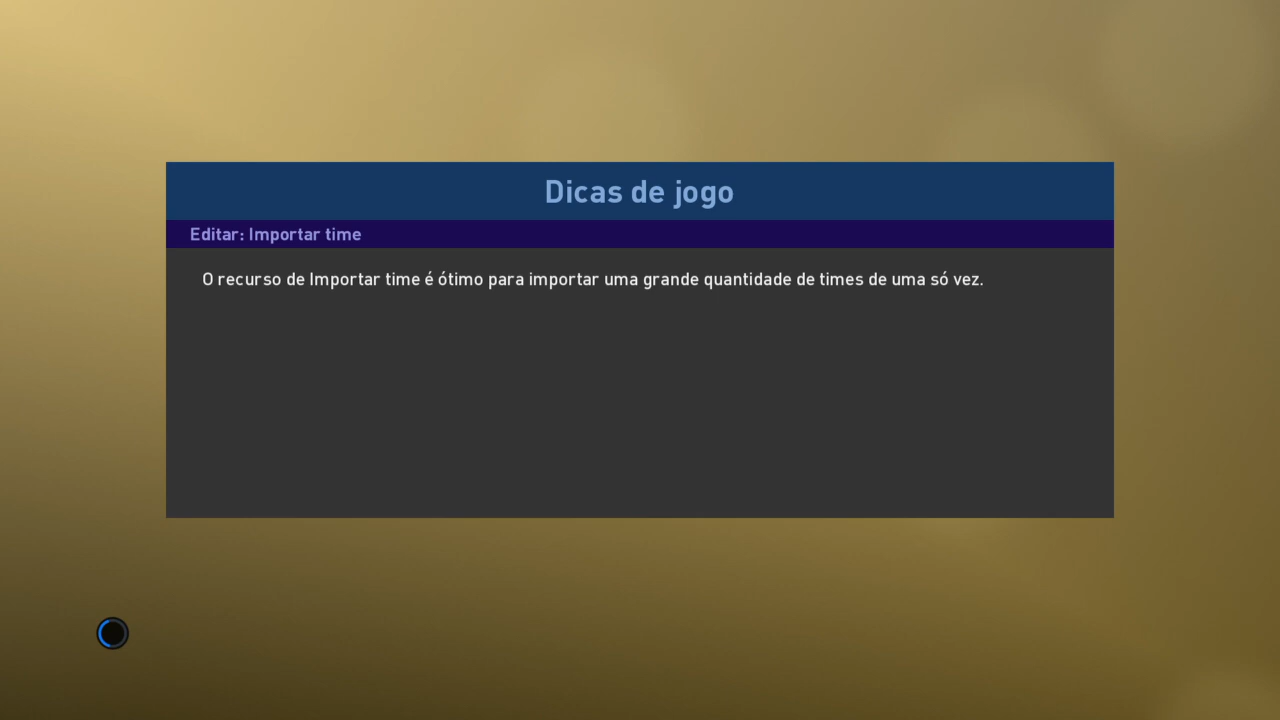 Dicas de jogo
Editar: Importar time
O recurso de Importar time é ótimo para importar uma grande quantidade de times de uma só vez.